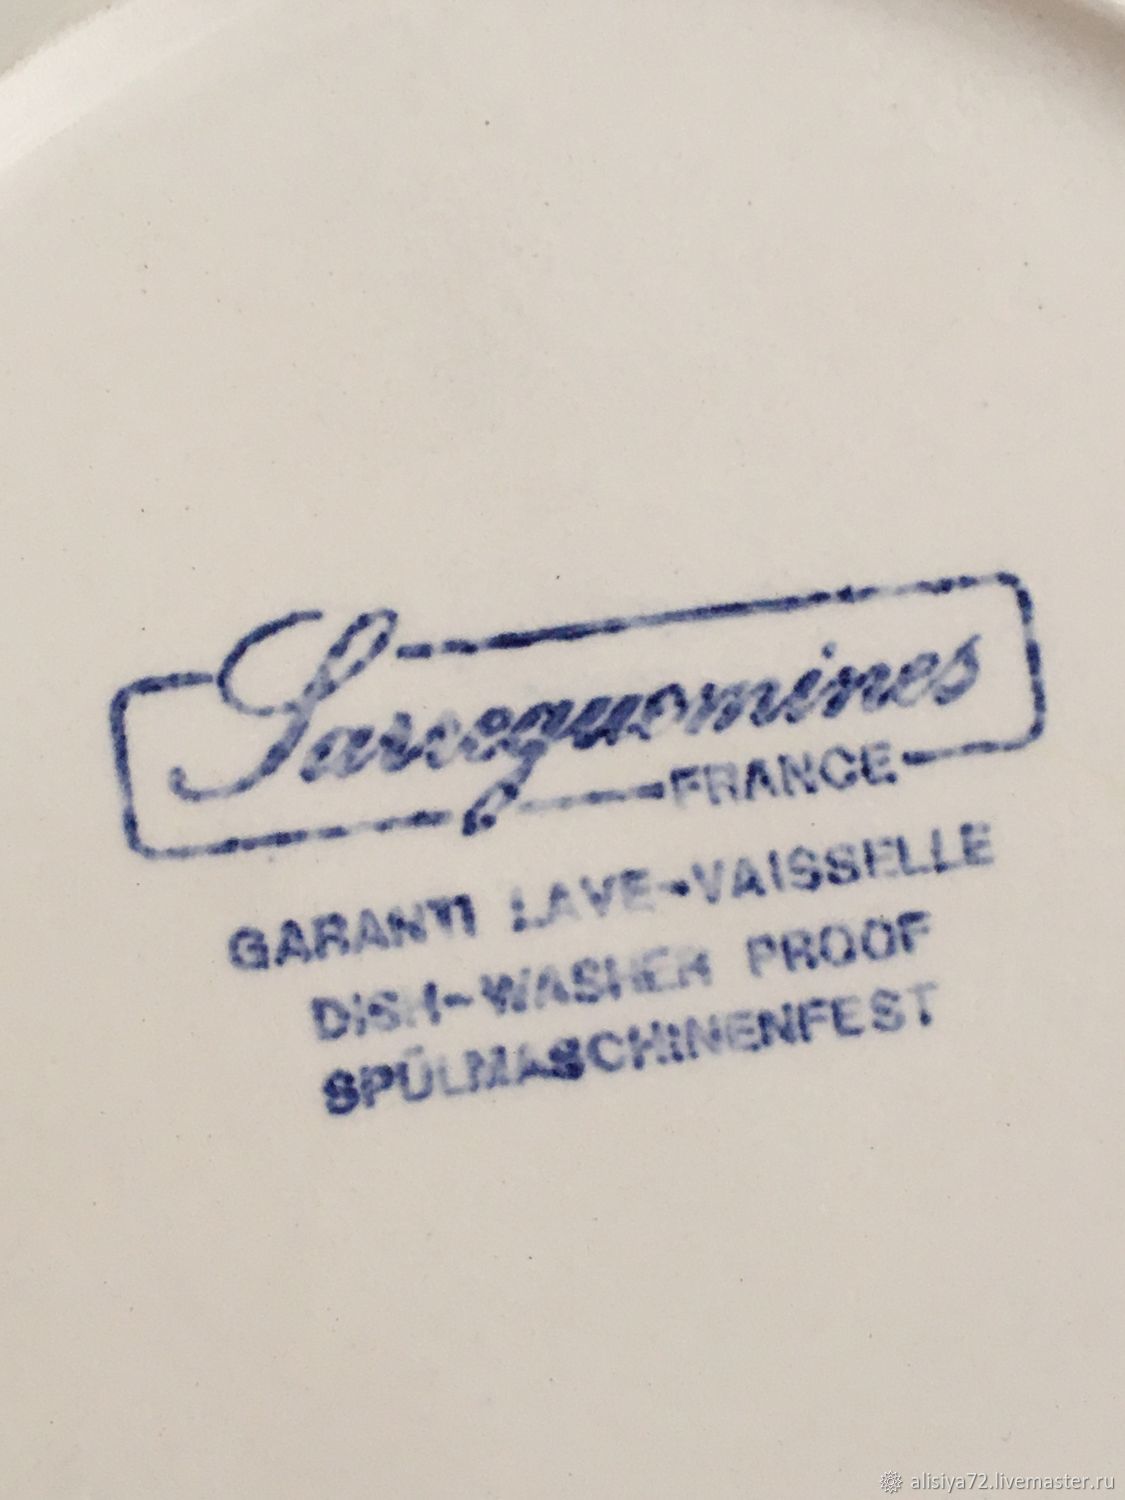 Sarreguemines
FRANCE
GARANTI LAVE-VAISSELLE
DISH-WASHER PROOF
SPÜLMASCHINENFEST
alisiya72.livemaster.ru